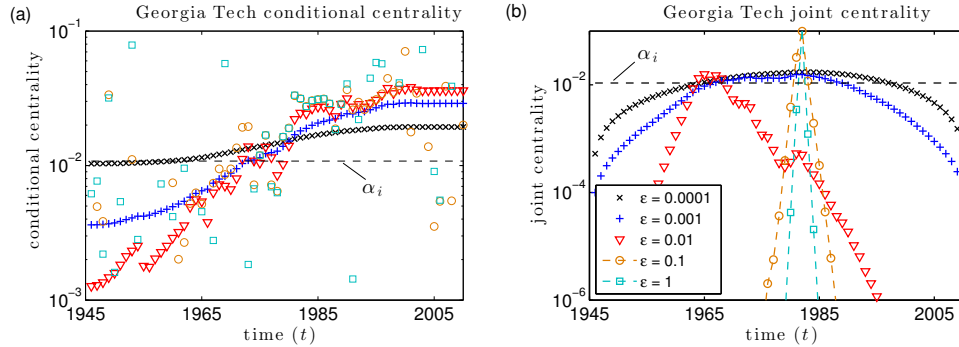 (a)
Georgia Tech conditional centrality
10⁻¹
10⁻²
10⁻³
conditional centrality
αᵢ
1945
1965
1985
2005
time (t)
(b)
Georgia Tech joint centrality
10⁻²
10⁻⁴
10⁻⁶
joint centrality
αᵢ
ε = 0.0001
ε = 0.001
ε = 0.01
ε = 0.1
ε = 1
1945
1965
1985
2005
time (t)